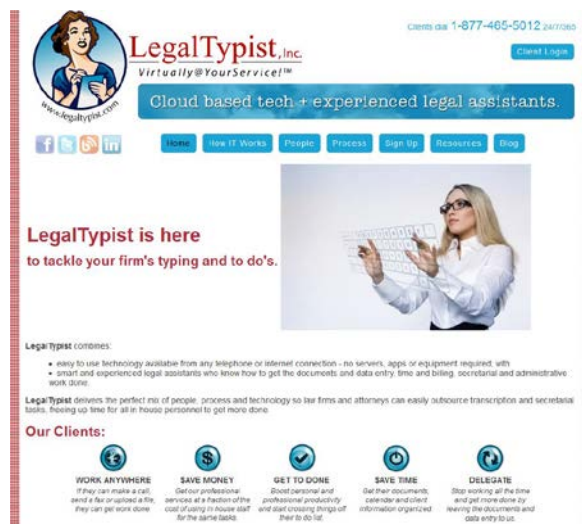 Clients dial 1-877-465-5012 24/7/365
Client Login
LegalTypist, Inc.
Virtually@YourService!™
www.legaltypist.com
Cloud based tech + experienced legal assistants.
Home How IT Works People Process Sign Up Resources Blog
LegalTypist is here
to tackle your firm's typing and to do's.
LegalTypist combines:
easy to use technology available from any telephone or internet connection - no servers, apps or equipment required, with
smart and experienced legal assistants who know how to get the documents and data entry, time and billing, secretarial and administrative
work done.
LegalTypist delivers the perfect mix of people, process and technology so law firms and attorneys can easily outsource transcription and secretarial
tasks, freeing up time for all in house personnel to get more done.
Our Clients:
WORK ANYWHERE
If they can make a call,
send a fax or upload a file,
they can get work done.
SAVE MONEY
Get our professional
services at a fraction of the
cost of using in house staff
for the same tasks.
GET TO DONE
Boost personal and
professional productivity
and start crossing things off
their to do list.
SAVE TIME
Get their documents,
calendar and client
information organized.
DELEGATE
Stop working all the time
and get more done by
leaving the documents and
data entry to us.